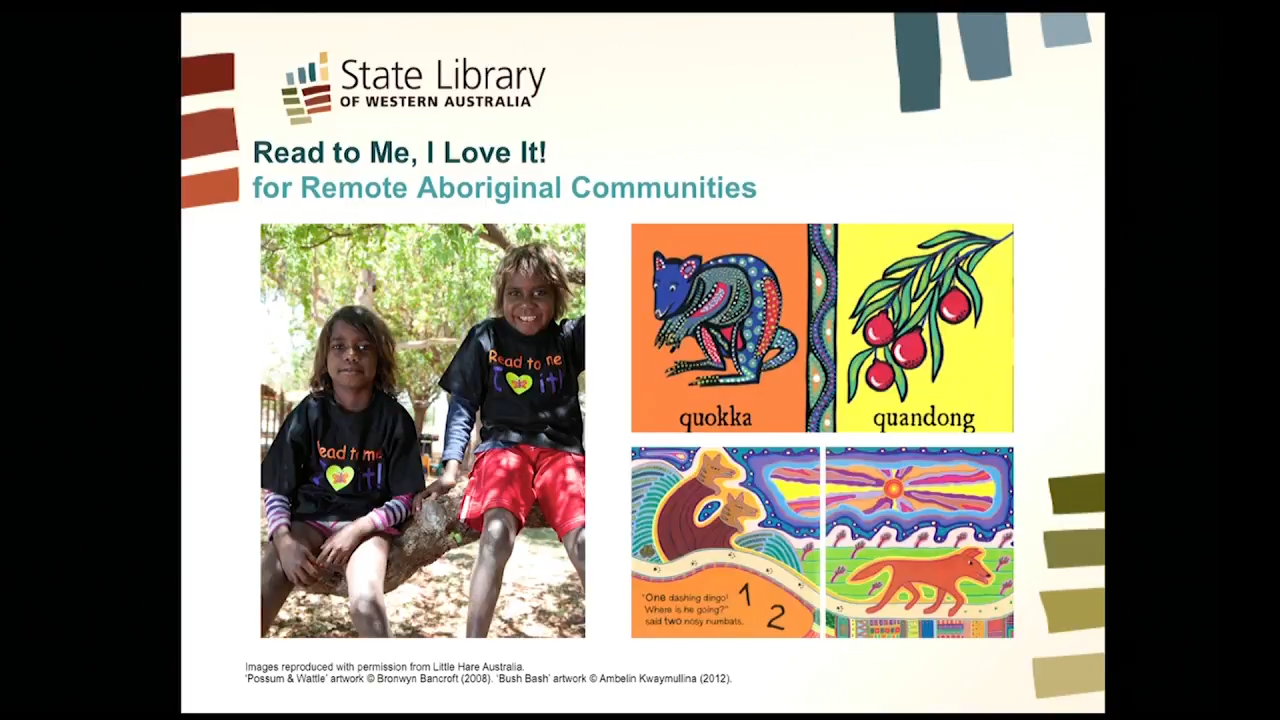 State Library
OF WESTERN AUSTRALIA
Read to Me, I Love It!
for Remote Aboriginal Communities
Read to me
it!
ead to me
it!
quokka
quandong
"One dashing dingo!
Where is he going?"
said two nosy numbats.
1
2
Images reproduced with permission from Little Hare Australia.
'Possum & Wattle' artwork © Bronwyn Bancroft (2008). 'Bush Bash' artwork © Ambelin Kwaymullina (2012).